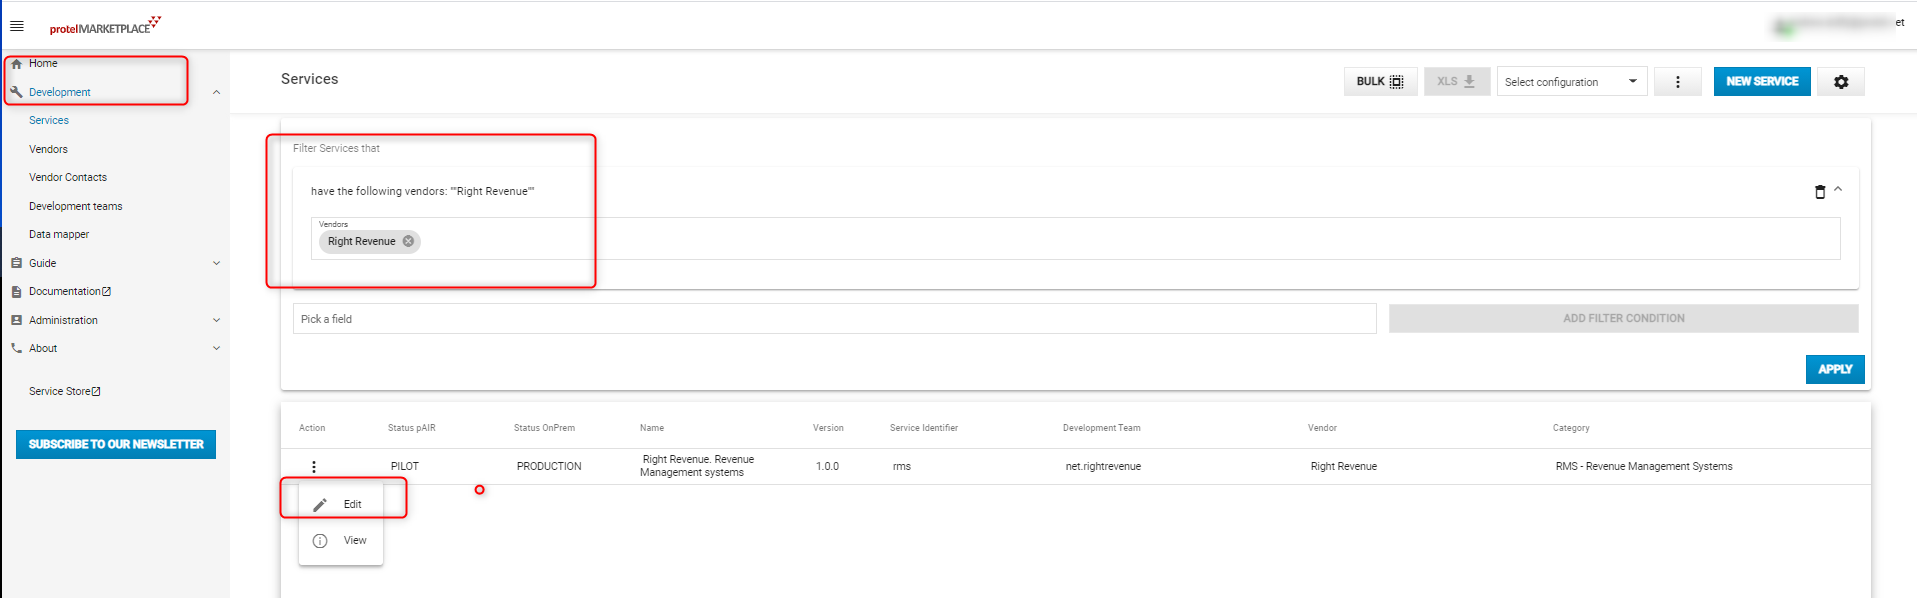 protelMARKETPLACE
et
Home
Development
Services
Vendors
Vendor Contacts
Development teams
Data mapper
Guide
Documentation
Administration
About
Service Store
SUBSCRIBE TO OUR NEWSLETTER
Services
BULK
XLS
Select configuration
NEW SERVICE
Filter Services that
have the following vendors: ""Right Revenue""
Vendors
Right Revenue
Pick a field
ADD FILTER CONDITION
APPLY
Action Status pAIR Status OnPrem Name Version Service Identifier Development Team Vendor Category
PILOT PRODUCTION Right Revenue. Revenue Management systems 1.0.0 rms net.rightrevenue Right Revenue RMS - Revenue Management Systems
Edit
View